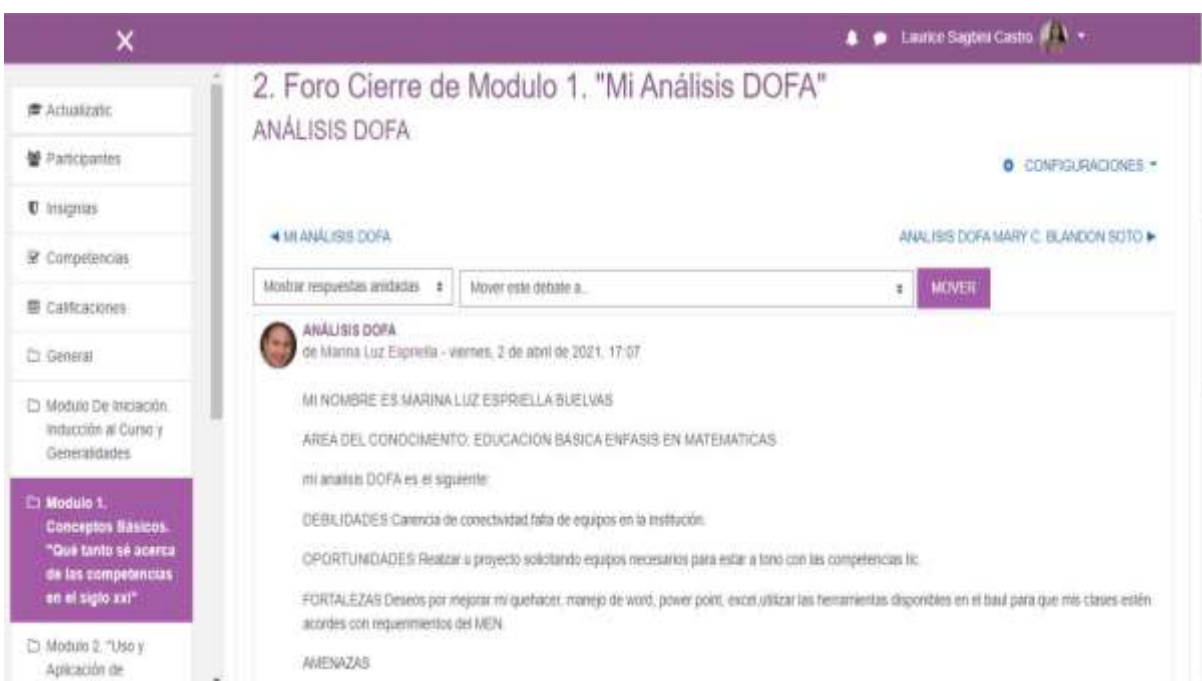 X
Laurice Sagbini Castro
Actualizatic
Participantes
Insignias
Competencias
Calificaciones
General
Modulo De Iniciación.
Inducción al Curso y
Generalidades
Modulo 1.
Conceptos Básicos.
"Qué tanto sé acerca
de las competencias
en el siglo xxi"
Modulo 2. "Uso y
Aplicación de
2. Foro Cierre de Modulo 1. "Mi Análisis DOFA"
ANÁLISIS DOFA
CONFIGURACIONES
◄ MI ANÁLISIS DOFA
ANALISIS DOFA MARY C. BLANDON SOTO ►
Mostrar respuestas anidadas
Mover este debate a...
MOVER
ANÁLISIS DOFA
de Marina Luz Espriella - viernes, 2 de abril de 2021, 17:07
MI NOMBRE ES MARINA LUZ ESPRIELLA BUELVAS
AREA DEL CONOCIMENTO: EDUCACION BASICA ENFASIS EN MATEMATICAS
mi analisis DOFA es el siguiente:
DEBILIDADES:Carencia de conectividad,falta de equipos en la institución.
OPORTUNIDADES:Realizar u proyecto solicitando equipos necesarios para estar a tono con las competencias tic.
FORTALEZAS:Deseos por mejorar mi quehacer, manejo de word, power point, excel,utilizar las herramientas disponibles en el baul para que mis clases estén
acordes con requerimientos del MEN.
AMENAZAS